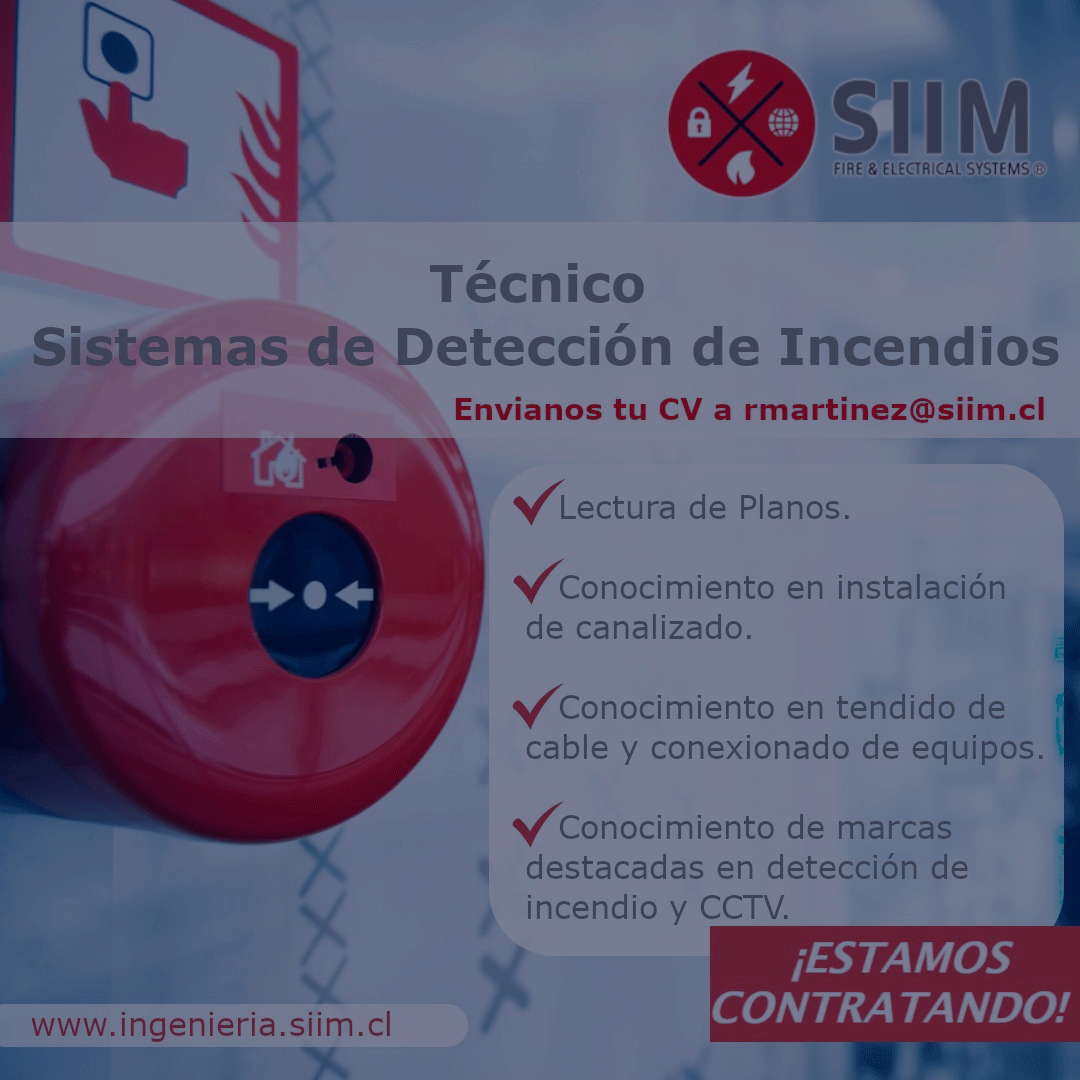 SIIM
FIRE & ELECTRICAL SYSTEMS ®
Técnico
Sistemas de Detección de Incendios
Envianos tu CV a rmartinez@siim.cl
Lectura de Planos.
Conocimiento en instalación
de canalizado.
Conocimiento en tendido de
cable y conexionado de equipos.
Conocimiento de marcas
destacadas en detección de
incendio y CCTV.
¡ESTAMOS
CONTRATANDO!
www.ingenieria.siim.cl